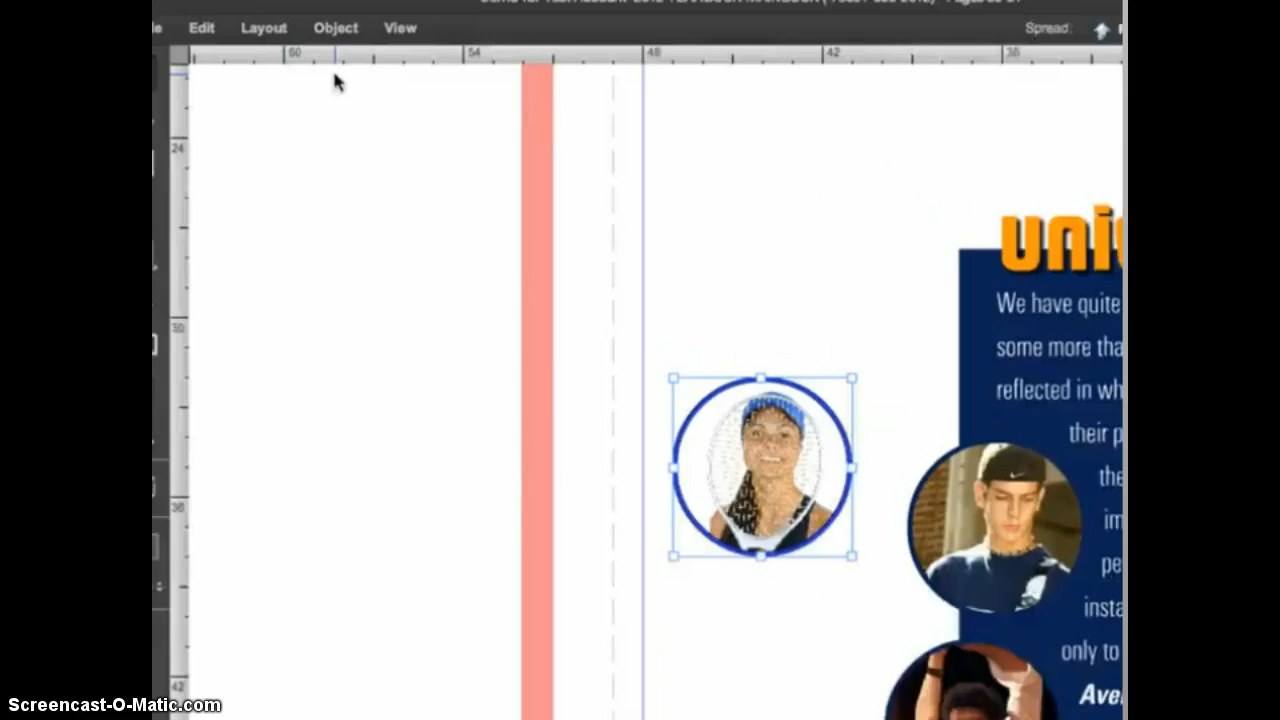 Edit Layout Object View Spread:
60 54 48 42 36
24
30
36
42
uni
We have quite
some more tha
reflected in wh
their p
the
im
pe
insta
only to
Ave
Screencast-O-Matic.com